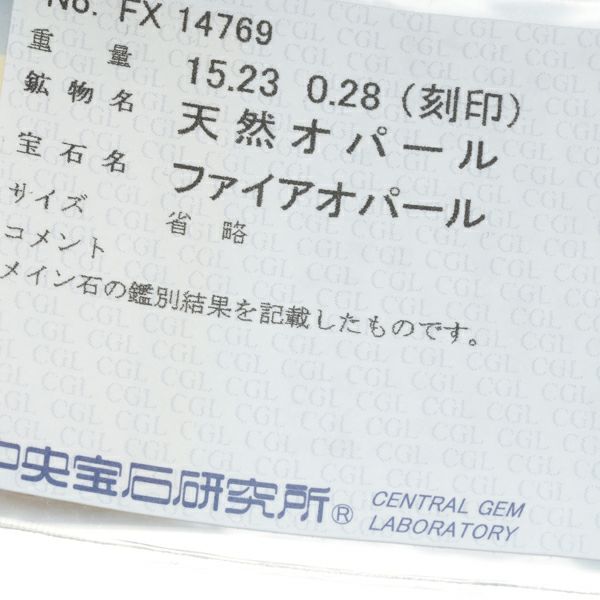 No. FX 14769
重量 15.23 0.28 (刻印)
鉱物名 天然オパール
宝石名 ファイアオパール
サイズ 省略
コメント
メイン石の鑑別結果を記載したものです。
中央宝石研究所®
CENTRAL GEM
LABORATORY